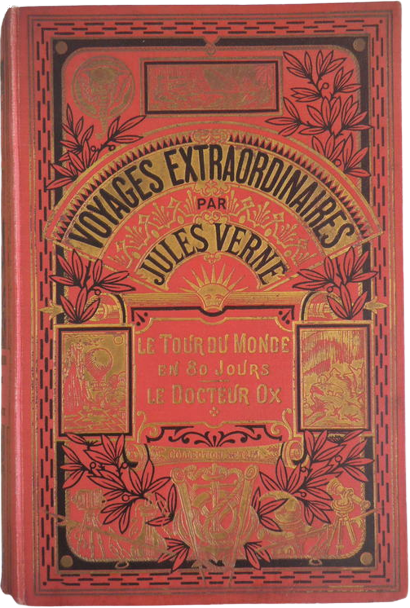 VOYAGES EXTRAORDINAIRES
PAR
JULES VERNE
LE TOUR DU MONDE
EN 80 JOURS
LE DOCTEUR OX